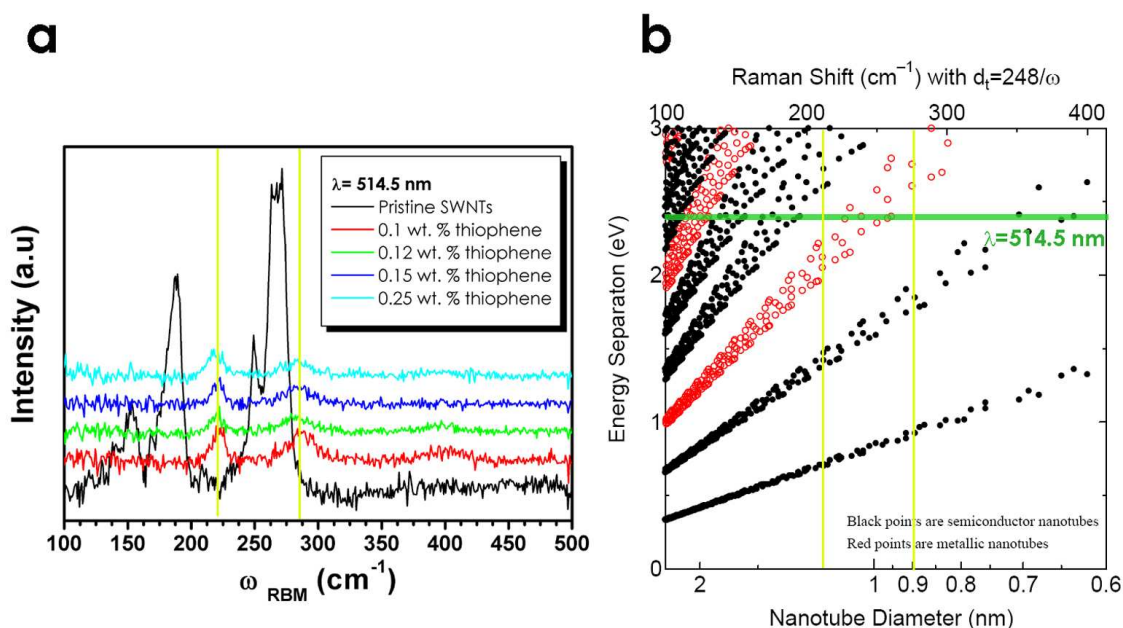 a
Intensity (a.u)
λ= 514.5 nm
Pristine SWNTs
0.1 wt. % thiophene
0.12 wt. % thiophene
0.15 wt. % thiophene
0.25 wt. % thiophene
100 150 200 250 300 350 400 450 500
ω RBM (cm⁻¹)
b
Raman Shift (cm⁻¹) with dₜ=248/ω
100 200 300 400
Energy Separaton (eV)
3
2
1
0
λ=514.5 nm
Black points are semiconductor nanotubes
Red points are metallic nanotubes
2 1 0.9 0.8 0.7 0.6
Nanotube Diameter (nm)